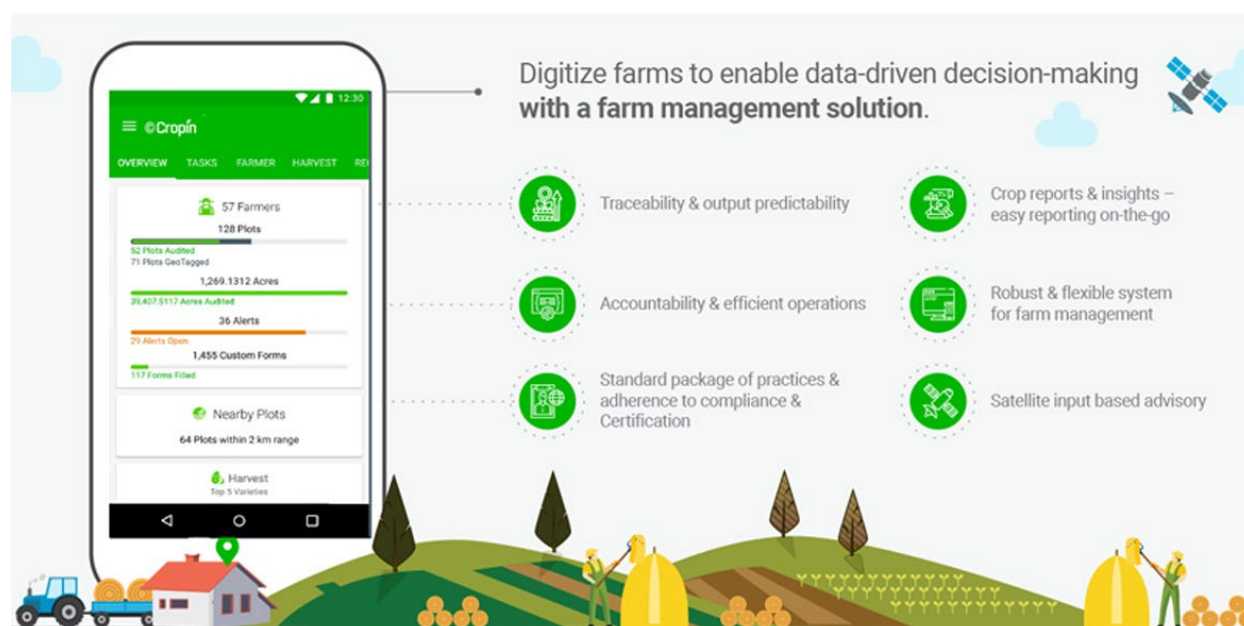 Digitize farms to enable data-driven decision-making
with a farm management solution.
12:30
©Cropin
OVERVIEW TASKS FARMER HARVEST RE
57 Farmers
128 Plots
52 Plots Audited
71 Plots GeoTagged
1,269.1312 Acres
39,407.5117 Acres Audited
36 Alerts
29 Alerts Open
1,455 Custom Forms
117 Forms Filled
Nearby Plots
64 Plots within 2 km range
Harvest
Top 5 Varieties
Traceability & output predictability
Accountability & efficient operations
Standard package of practices &
adherence to compliance &
Certification
Crop reports & insights –
easy reporting on-the-go
Robust & flexible system
for farm management
Satellite input based advisory